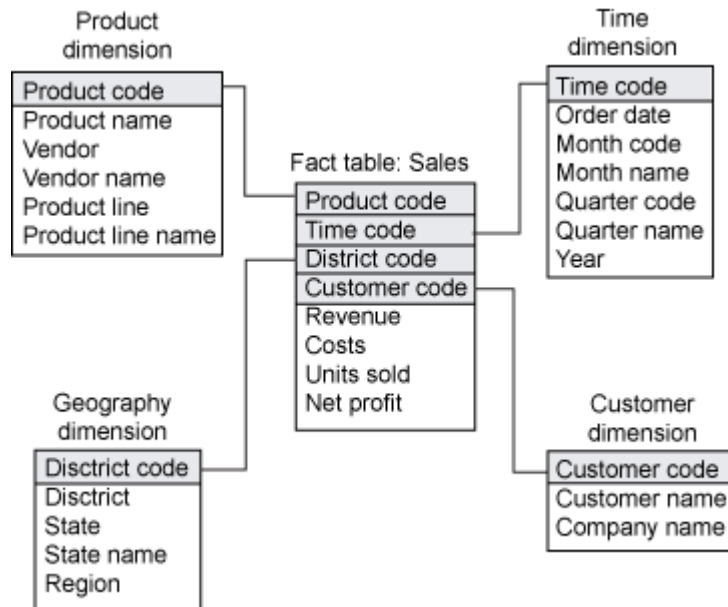 Product
dimension
Product code
Product name
Vendor
Vendor name
Product line
Product line name
Time
dimension
Time code
Order date
Month code
Month name
Quarter code
Quarter name
Year
Fact table: Sales
Product code
Time code
District code
Customer code
Revenue
Costs
Units sold
Net profit
Geography
dimension
Disctrict code
Disctrict
State
State name
Region
Customer
dimension
Customer code
Customer name
Company name